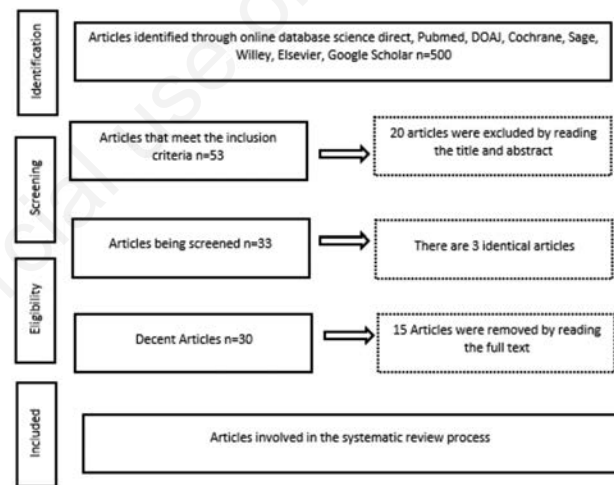 Identification
Articles identified through online database science direct, Pubmed, DOAJ, Cochrane, Sage,
Willey, Elsevier, Google Scholar n=500
Screening
Articles that meet the inclusion
criteria n=53
20 articles were excluded by reading
the title and abstract
Articles being screened n=33
There are 3 identical articles
Eligibility
Decent Articles n=30
15 Articles were removed by reading
the full text
Included
Articles involved in the systematic review process